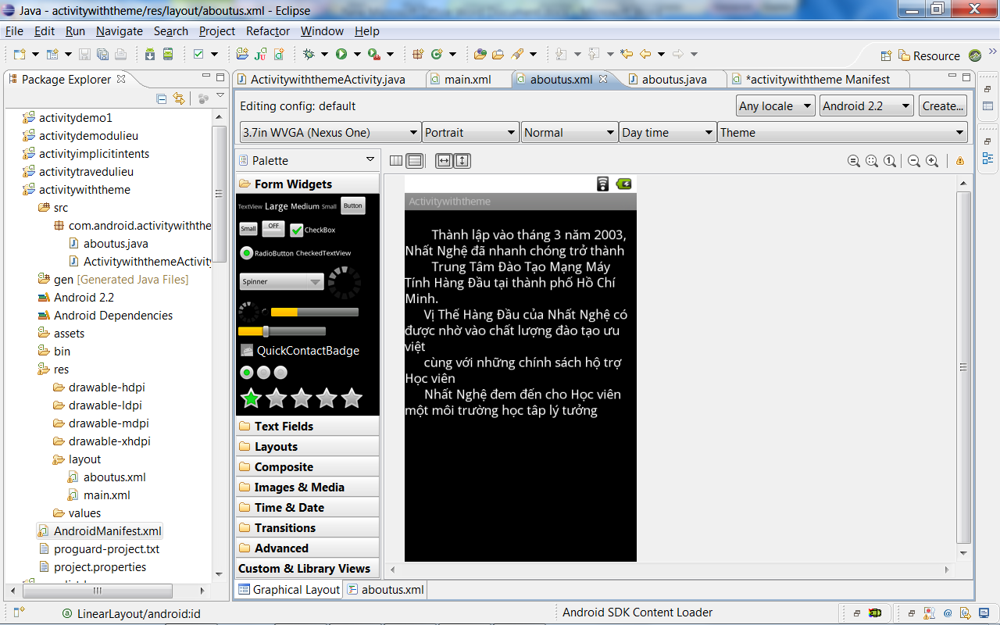 Java - activitywiththeme/res/layout/aboutus.xml - Eclipse
File Edit Run Navigate Search Project Refactor Window Help
Resource
Package Explorer
ActivitywiththemeActivity.java main.xml aboutus.xml aboutus.java *activitywiththeme Manifest
activitydemo1
activitydemodulieu
activityimplicitintents
activitytravedulieu
activitywiththeme
src
com.android.activitywiththe
aboutus.java
ActivitywiththemeActivity
gen [Generated Java Files]
Android 2.2
Android Dependencies
assets
bin
res
drawable-hdpi
drawable-ldpi
drawable-mdpi
drawable-xhdpi
layout
aboutus.xml
main.xml
values
AndroidManifest.xml
proguard-project.txt
project.properties
Editing config: default
Any locale Android 2.2 Create...
3.7in WVGA (Nexus One) Portrait Normal Day time Theme
Palette
Form Widgets
TextView Large Medium Small Button
Small OFF CheckBox
RadioButton CheckedTextView
Spinner
QuickContactBadge
Text Fields
Layouts
Composite
Images & Media
Time & Date
Transitions
Advanced
Custom & Library Views
Activitywiththeme
Thành lập vào tháng 3 năm 2003,
Nhất Nghệ đã nhanh chóng trở thành
Trung Tâm Đào Tạo Mạng Máy
Tính Hàng Đầu tại thành phố Hồ Chí
Minh.
Vị Thế Hàng Đầu của Nhất Nghệ có
được nhờ vào chất lượng đào tạo ưu
việt
cùng với những chính sách hộ trợ
Học viên
Nhất Nghệ đem đến cho Học viên
một môi trường học tâp lý tưởng
Graphical Layout aboutus.xml
LinearLayout/android:id
Android SDK Content Loader